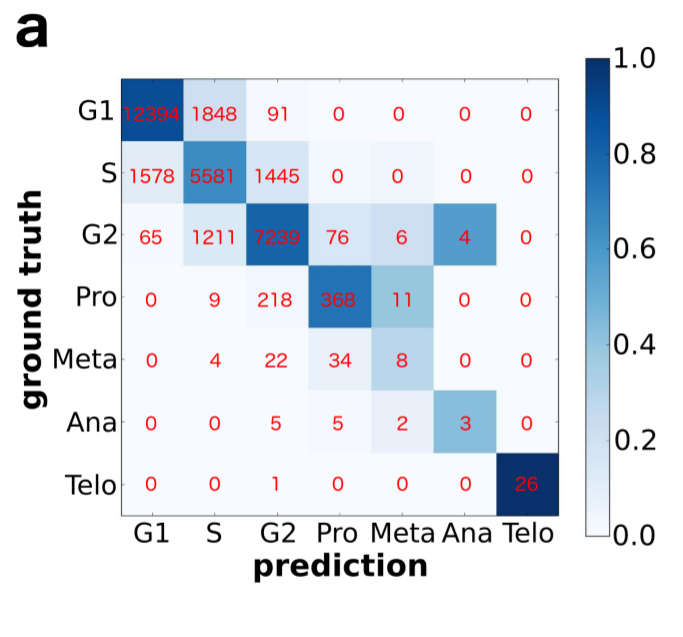 a
G1 12394 1848 91 0 0 0 0
S 1578 5581 1445 0 0 0 0
G2 65 1211 7239 76 6 4 0
Pro 0 9 218 368 11 0 0
Meta 0 4 22 34 8 0 0
Ana 0 0 5 5 2 3 0
Telo 0 0 1 0 0 0 26
G1 S G2 Pro Meta Ana Telo
prediction
ground truth
1.0
0.8
0.6
0.4
0.2
0.0